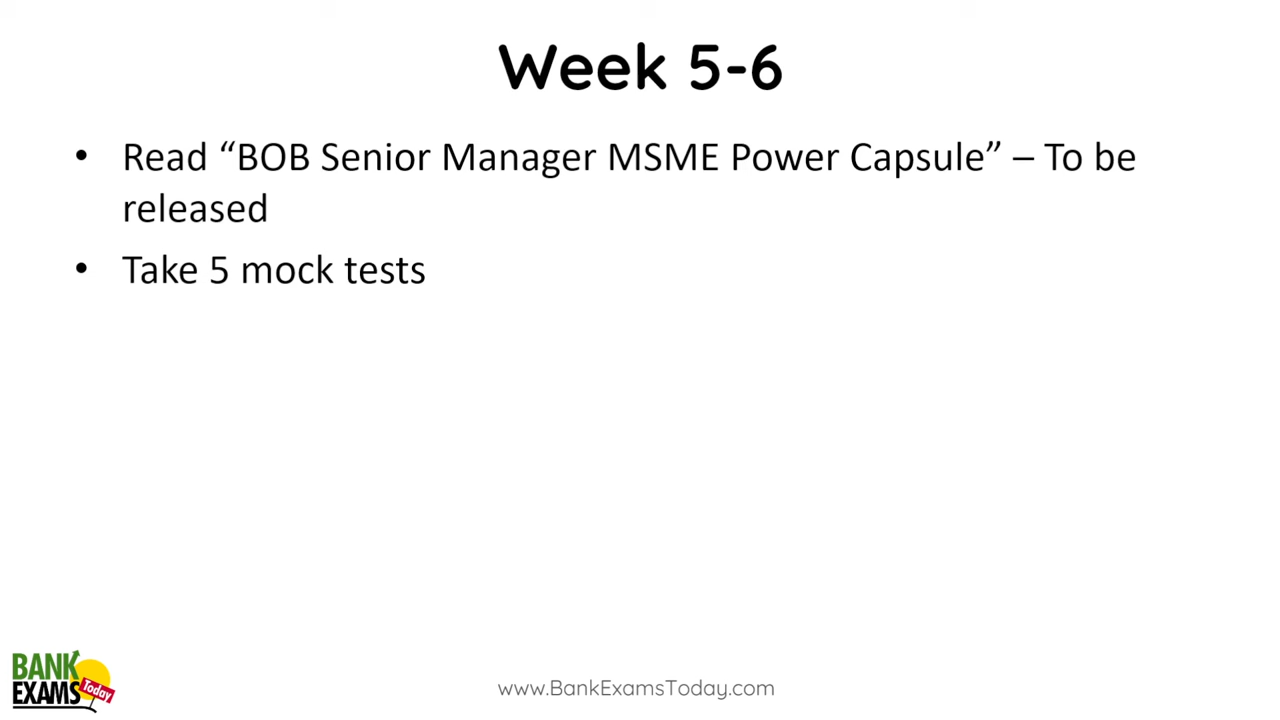 Week 5-6
• Read “BOB Senior Manager MSME Power Capsule” – To be
released
• Take 5 mock tests
BANK
EXAMS
Today
www.BankExamsToday.com